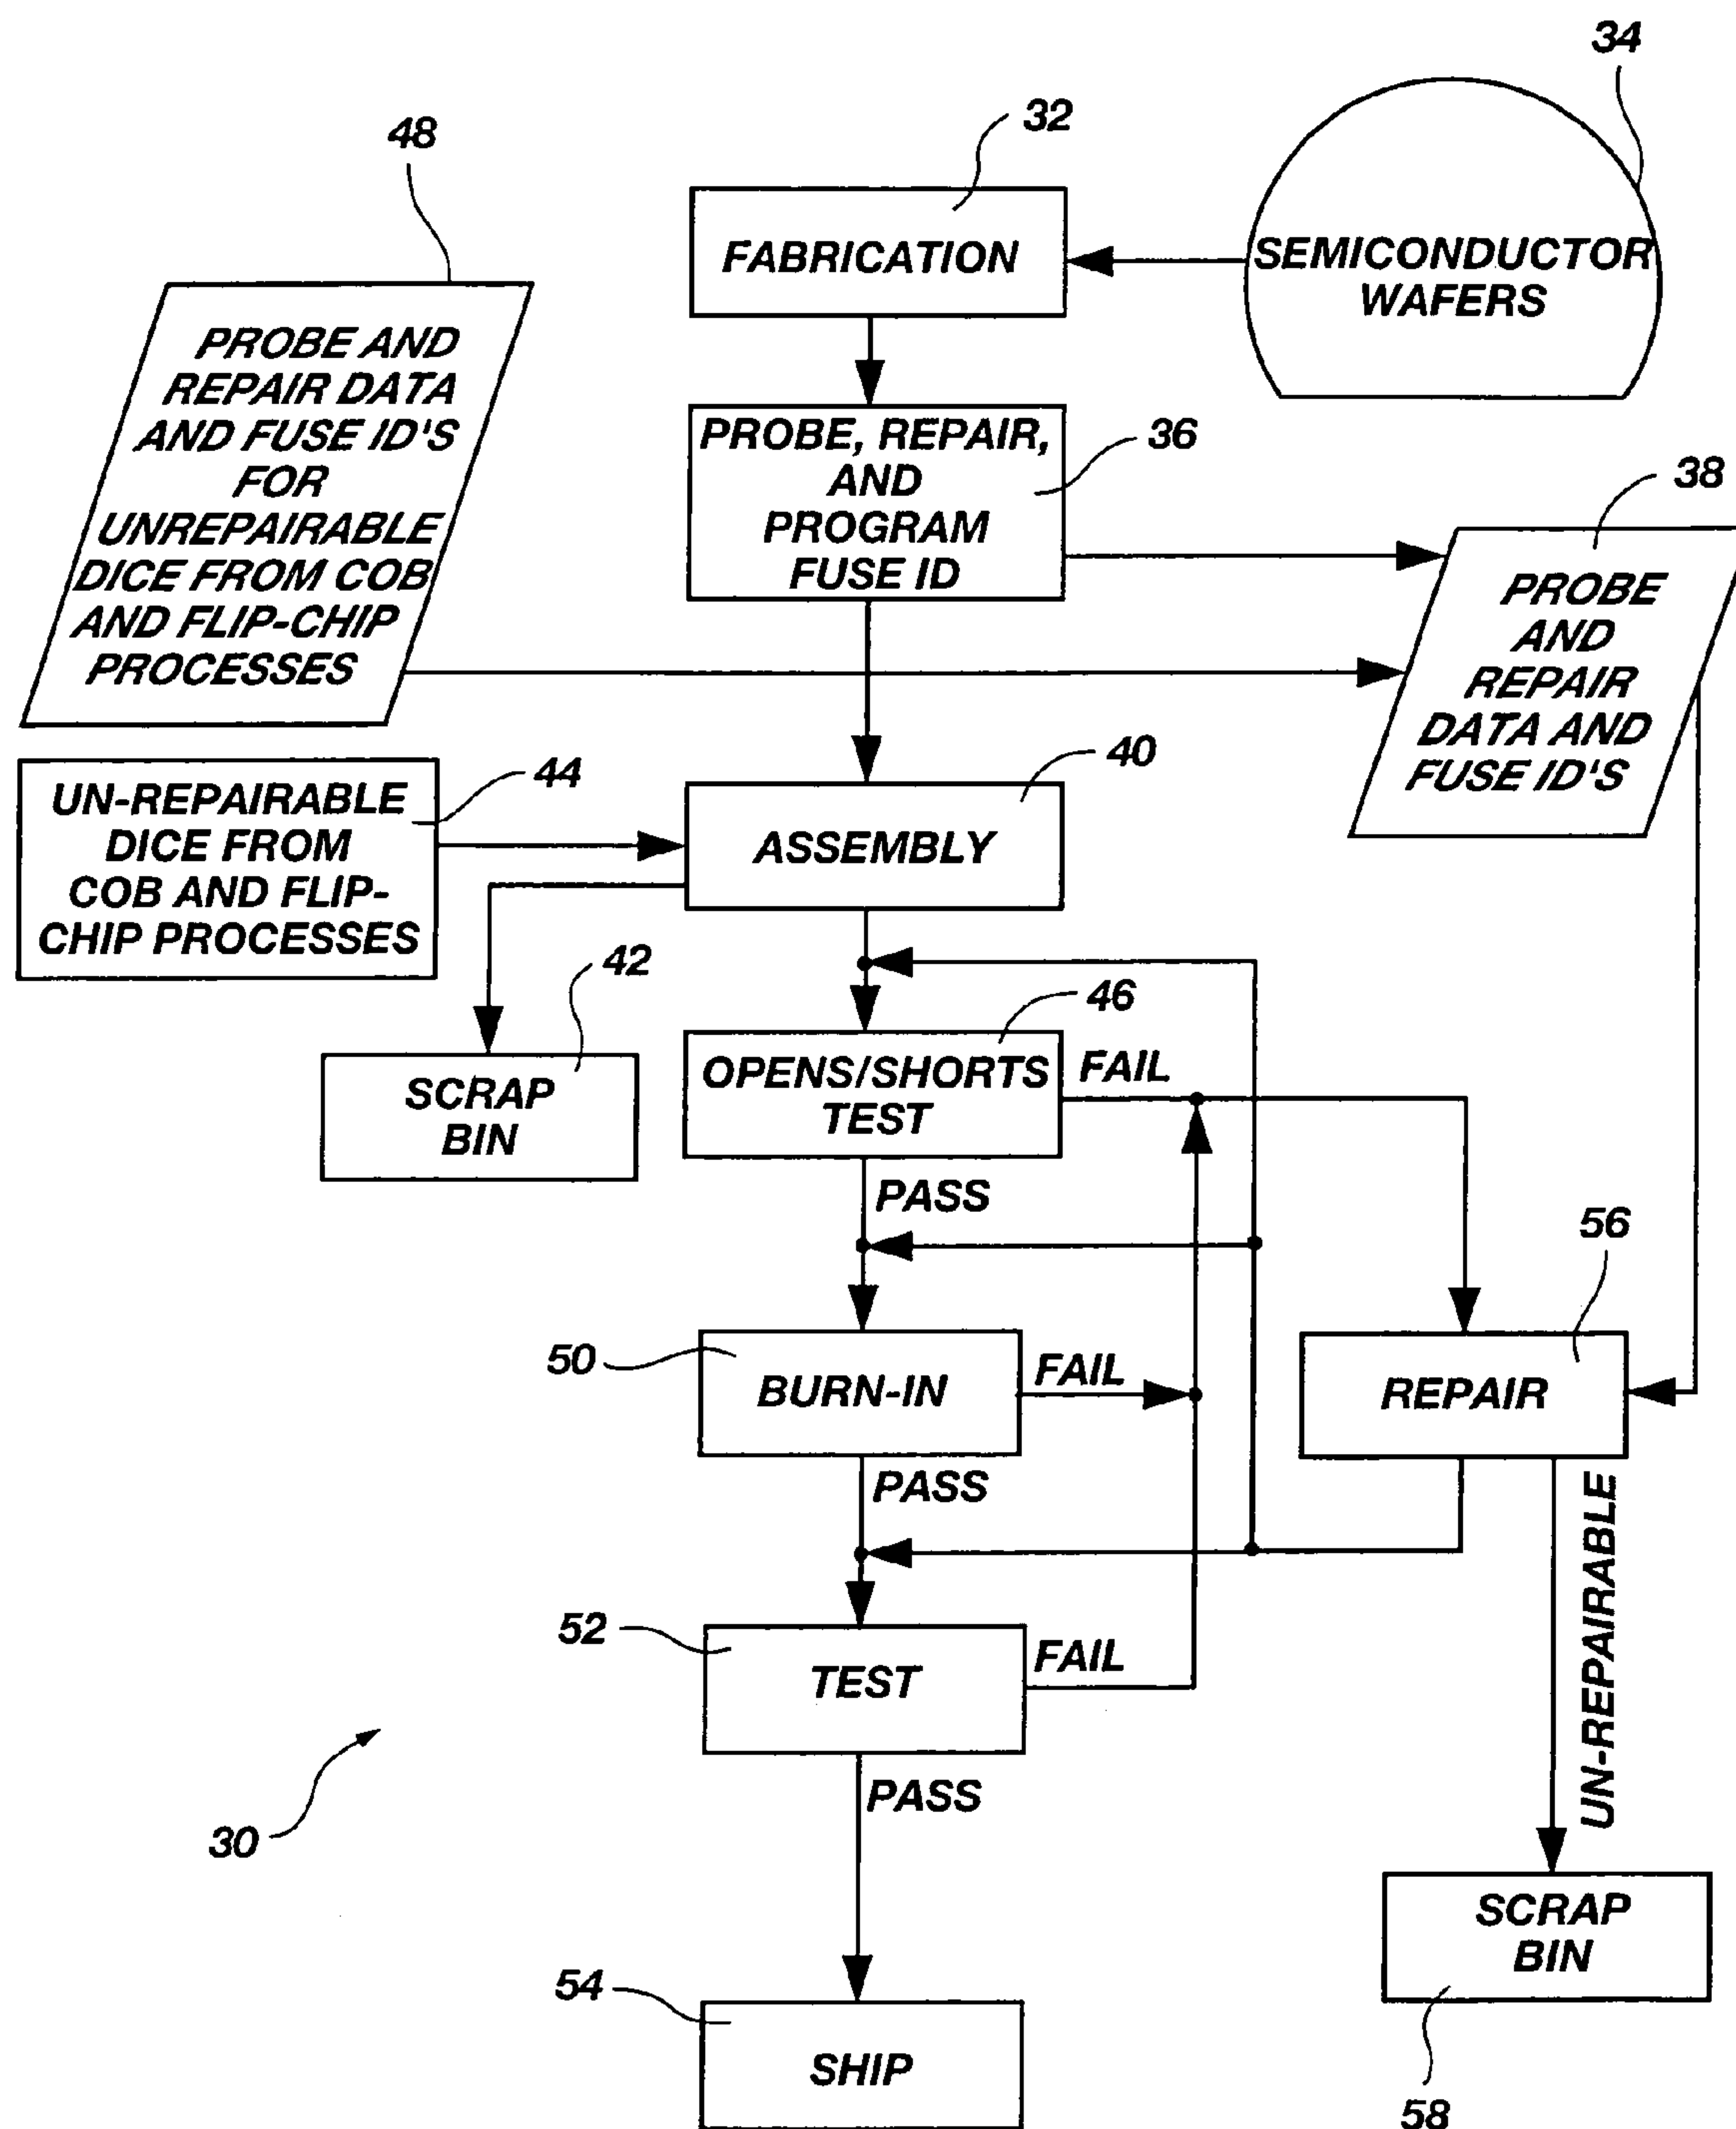 34
32
48
FABRICATION
SEMICONDUCTOR
WAFERS
PROBE AND
REPAIR DATA
AND FUSE ID'S
FOR
UNREPAIRABLE
DICE FROM COB
AND FLIP-CHIP
PROCESSES
PROBE, REPAIR,
AND
PROGRAM
FUSE ID
36
38
PROBE
AND
REPAIR
DATA AND
FUSE ID'S
40
44
UN-REPAIRABLE
DICE FROM
COB AND FLIP-
CHIP PROCESSES
ASSEMBLY
42
46
SCRAP
BIN
OPENS/SHORTS
TEST
FAIL
PASS
56
50
BURN-IN
FAIL
REPAIR
PASS
UN-REPAIRABLE
52
TEST
FAIL
PASS
30
SCRAP
BIN
54
SHIP
58